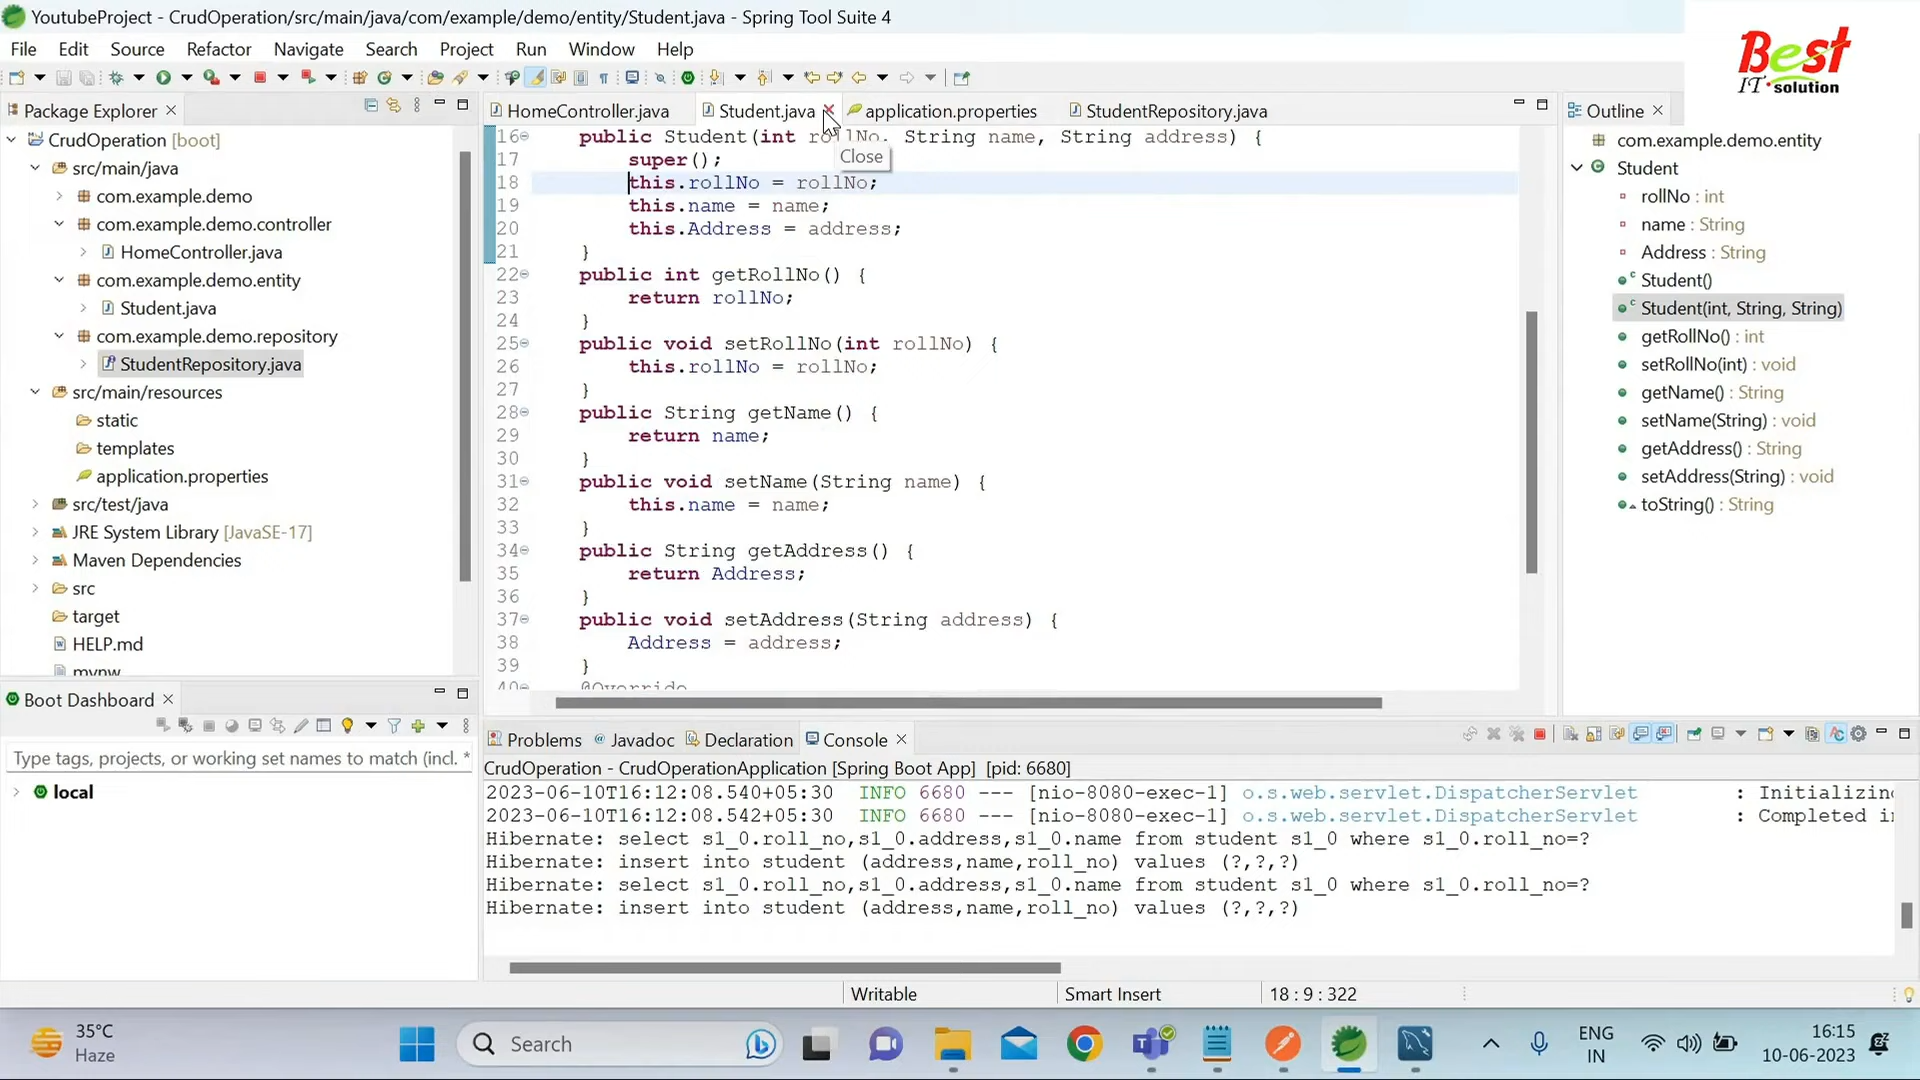 YoutubeProject - CrudOperation/src/main/java/com/example/demo/entity/Student.java - Spring Tool Suite 4
File Edit Source Refactor Navigate Search Project Run Window Help
Best
IT solution
Package Explorer
CrudOperation [boot]
src/main/java
com.example.demo
com.example.demo.controller
HomeController.java
com.example.demo.entity
Student.java
com.example.demo.repository
StudentRepository.java
src/main/resources
static
templates
application.properties
src/test/java
JRE System Library [JavaSE-17]
Maven Dependencies
src
target
HELP.md
mvnw
HomeController.java Student.java application.properties StudentRepository.java
Close
16 public Student(int rollNo, String name, String address) {
17 super();
18 this.rollNo = rollNo;
19 this.name = name;
20 this.Address = address;
21 }
22 public int getRollNo() {
23 return rollNo;
24 }
25 public void setRollNo(int rollNo) {
26 this.rollNo = rollNo;
27 }
28 public String getName() {
29 return name;
30 }
31 public void setName(String name) {
32 this.name = name;
33 }
34 public String getAddress() {
35 return Address;
36 }
37 public void setAddress(String address) {
38 Address = address;
39 }
40 @Override
Outline
com.example.demo.entity
Student
rollNo : int
name : String
Address : String
Student()
Student(int, String, String)
getRollNo() : int
setRollNo(int) : void
getName() : String
setName(String) : void
getAddress() : String
setAddress(String) : void
toString() : String
Boot Dashboard
Type tags, projects, or working set names to match (incl. *
local
Problems Javadoc Declaration Console
CrudOperation - CrudOperationApplication [Spring Boot App] [pid: 6680]
2023-06-10T16:12:08.540+05:30 INFO 6680 --- [nio-8080-exec-1] o.s.web.servlet.DispatcherServlet : Initializin
2023-06-10T16:12:08.542+05:30 INFO 6680 --- [nio-8080-exec-1] o.s.web.servlet.DispatcherServlet : Completed i
Hibernate: select s1_0.roll_no,s1_0.address,s1_0.name from student s1_0 where s1_0.roll_no=?
Hibernate: insert into student (address,name,roll_no) values (?,?,?)
Hibernate: select s1_0.roll_no,s1_0.address,s1_0.name from student s1_0 where s1_0.roll_no=?
Hibernate: insert into student (address,name,roll_no) values (?,?,?)
Writable Smart Insert 18 : 9 : 322
35°C
Haze
Search
ENG
IN
16:15
10-06-2023